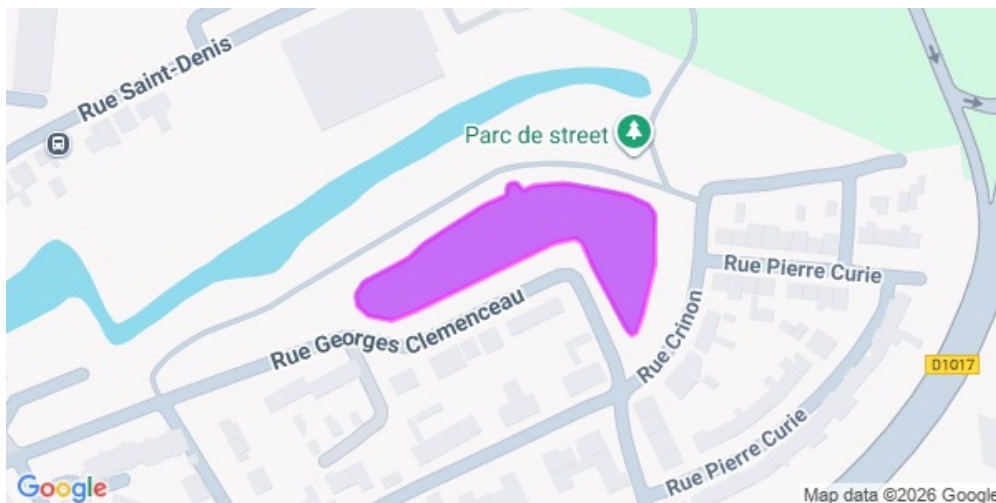 Rue Saint-Denis
Parc de street
Rue Pierre Curie
Rue Georges Clemenceau
Rue Crinon
D1017
Rue Pierre Curie
Google
Map data ©2026 Google